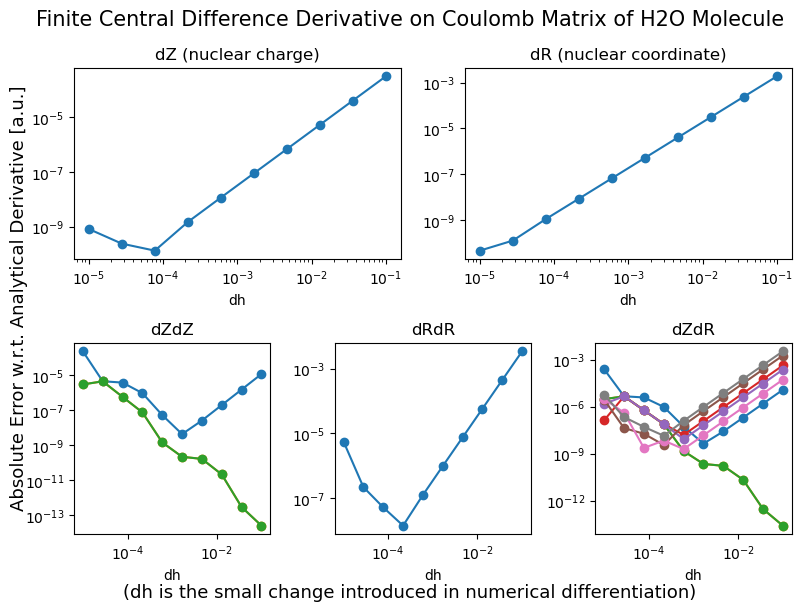 Finite Central Difference Derivative on Coulomb Matrix of H2O Molecule
Absolute Error w.r.t. Analytical Derivative [a.u.]
dZ (nuclear charge)
10⁻⁵
10⁻⁷
10⁻⁹
10⁻⁵ 10⁻⁴ 10⁻³ 10⁻² 10⁻¹
dh
dR (nuclear coordinate)
10⁻³
10⁻⁵
10⁻⁷
10⁻⁹
10⁻⁵ 10⁻⁴ 10⁻³ 10⁻² 10⁻¹
dh
dZdZ
10⁻⁵
10⁻⁷
10⁻⁹
10⁻¹¹
10⁻¹³
10⁻⁴ 10⁻²
dh
dRdR
10⁻³
10⁻⁵
10⁻⁷
10⁻⁴ 10⁻²
dh
dZdR
10⁻³
10⁻⁶
10⁻⁹
10⁻¹²
10⁻⁴ 10⁻²
dh
(dh is the small change introduced in numerical differentiation)